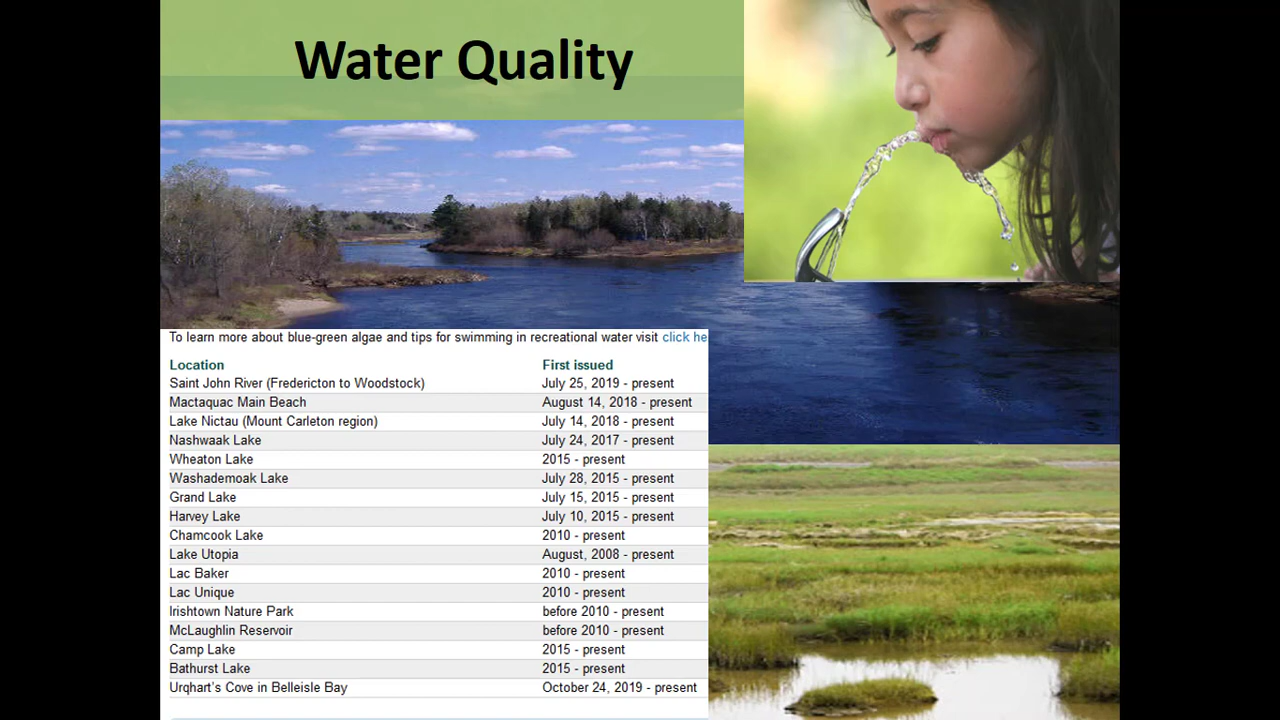 Water Quality
To learn more about blue-green algae and tips for swimming in recreational water visit click he
Location First issued
Saint John River (Fredericton to Woodstock) July 25, 2019 - present
Mactaquac Main Beach August 14, 2018 - present
Lake Nictau (Mount Carleton region) July 14, 2018 - present
Nashwaak Lake July 24, 2017 - present
Wheaton Lake 2015 - present
Washademoak Lake July 28, 2015 - present
Grand Lake July 15, 2015 - present
Harvey Lake July 10, 2015 - present
Chamcook Lake 2010 - present
Lake Utopia August, 2008 - present
Lac Baker 2010 - present
Lac Unique 2010 - present
Irishtown Nature Park before 2010 - present
McLaughlin Reservoir before 2010 - present
Camp Lake 2015 - present
Bathurst Lake 2015 - present
Urqhart's Cove in Belleisle Bay October 24, 2019 - present